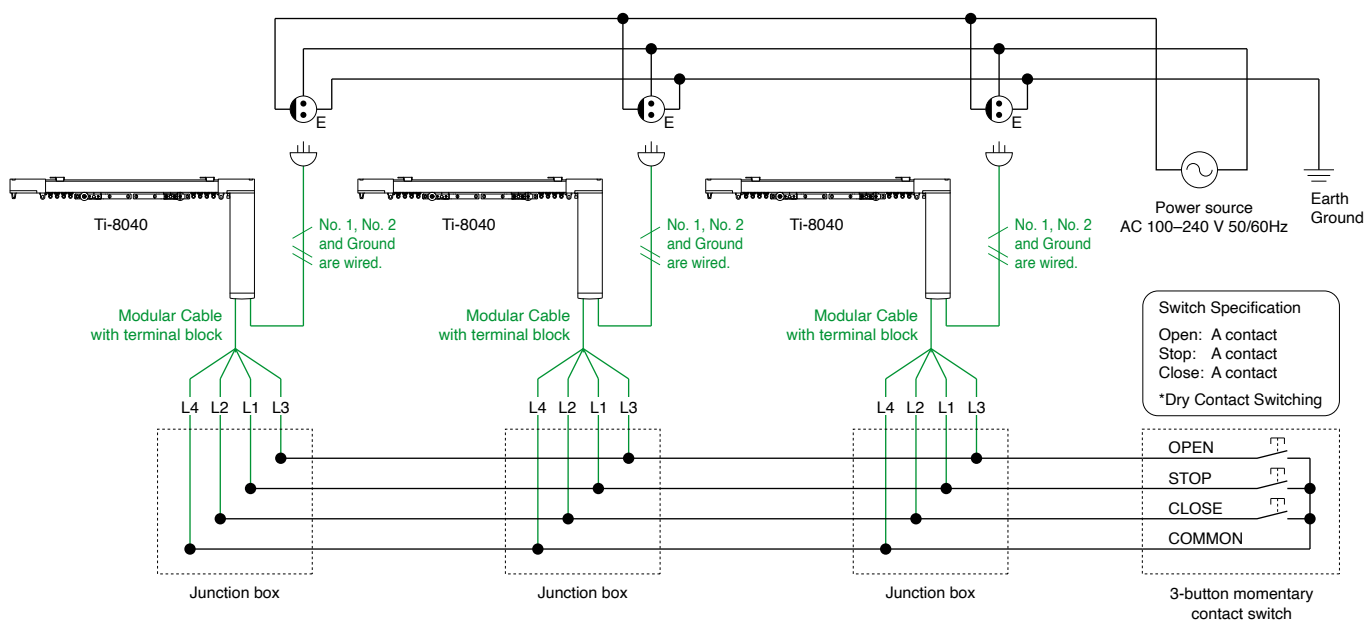 E
E
E
Ti-8040
Ti-8040
Ti-8040
No. 1, No. 2
and Ground
are wired.
No. 1, No. 2
and Ground
are wired.
No. 1, No. 2
and Ground
are wired.
Power source
AC 100–240 V 50/60Hz
Earth
Ground
Modular Cable
with terminal block
Modular Cable
with terminal block
Modular Cable
with terminal block
Switch Specification
Open: A contact
Stop: A contact
Close: A contact
*Dry Contact Switching
L4 L2 L1 L3
L4 L2 L1 L3
L4 L2 L1 L3
OPEN
STOP
CLOSE
COMMON
Junction box
Junction box
Junction box
3-button momentary
contact switch